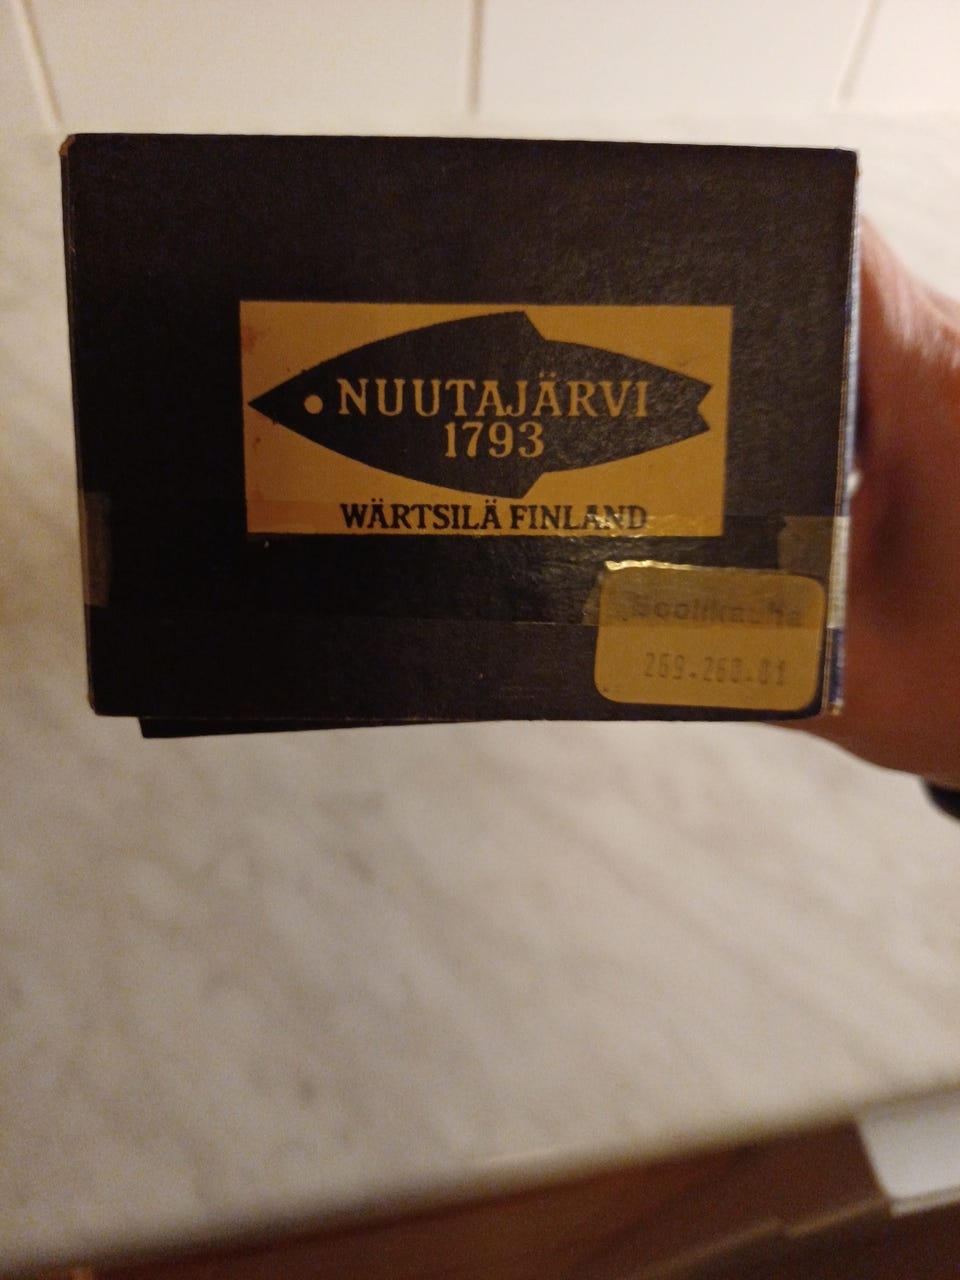 NUUTAJÄRVI
1793
WÄRTSILÄ FINLAND